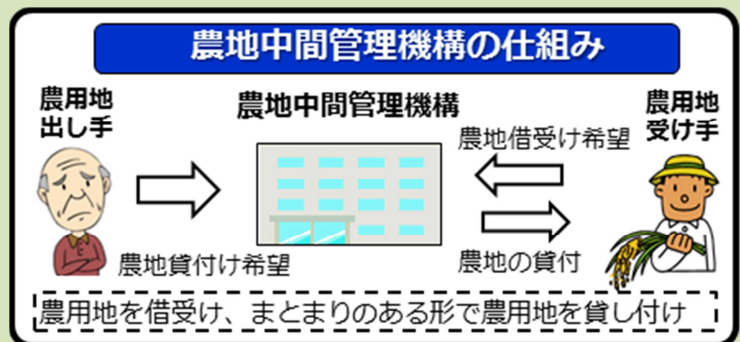 農地中間管理機構の仕組み
農用地
出し手
農地中間管理機構
農用地
受け手
農地借受け希望
農地貸付け希望
農地の貸付
農用地を借受け、まとまりのある形で農用地を貸し付け